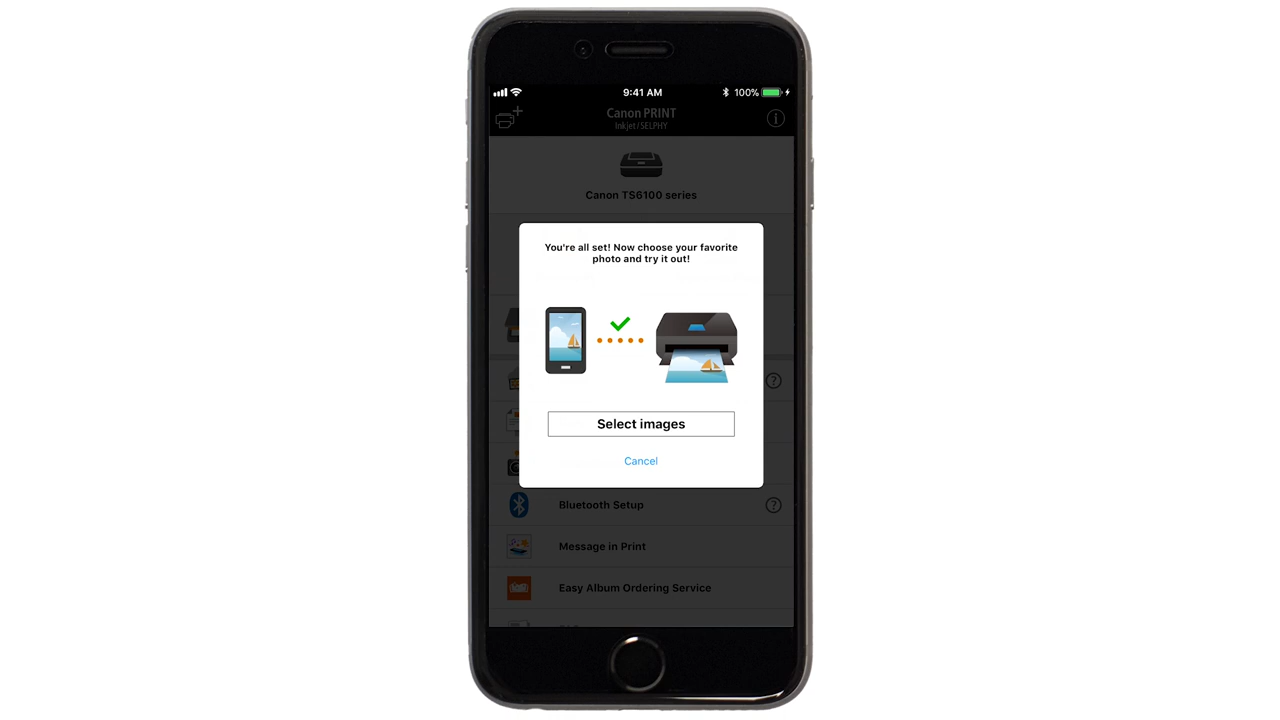 9:41 AM
100%
Canon PRINT
Inkjet/SELPHY
Canon TS6100 series
You're all set! Now choose your favorite
photo and try it out!
Select images
Cancel
Bluetooth Setup
Message in Print
Easy Album Ordering Service